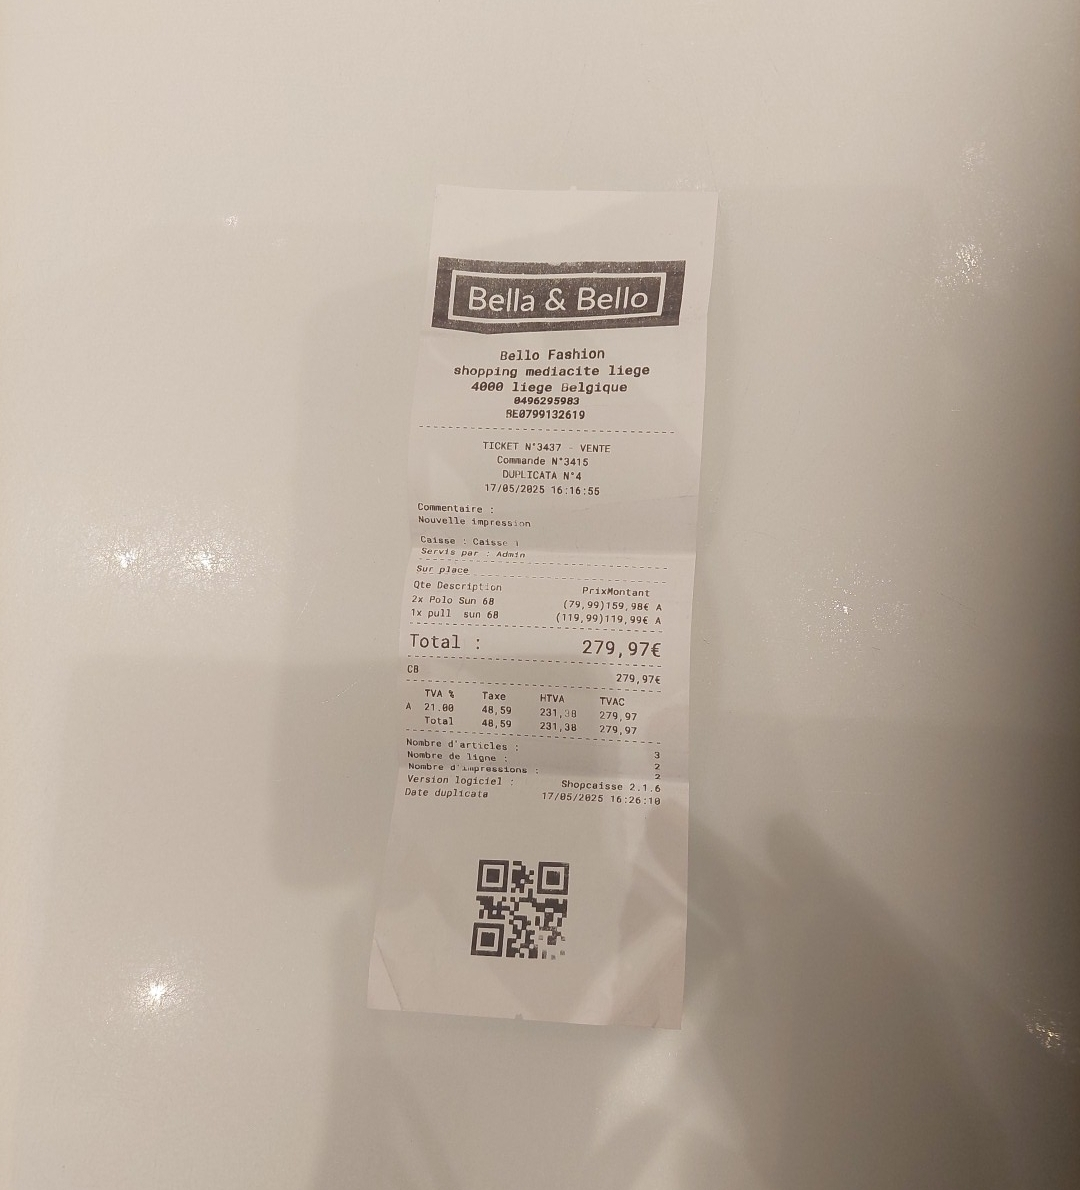 Bella & Bello
Bello Fashion
shopping mediacite liege
4000 liege Belgique
0496295983
BE0799132619
TICKET N°3437 - VENTE
Commande N°3415
DUPLICATA N°4
17/05/2025 16:16:55
Commentaire :
Nouvelle impression
Caisse : Caisse 1
Servis par : Admin
Sur place
Qte Description PrixMontant
2x Polo Sun 68 (79,99)159,98€ A
1x pull sun 68 (119,99)119,99€ A
Total : 279,97€
CB 279,97€
TVA % Taxe HTVA TVAC
A 21.00 48,59 231,38 279,97
Total 48,59 231,38 279,97
Nombre d'articles : 3
Nombre de ligne : 2
Nombre d'impressions : 2
Version logiciel : Shopcaisse 2.1.6
Date duplicata 17/05/2025 16:26:10